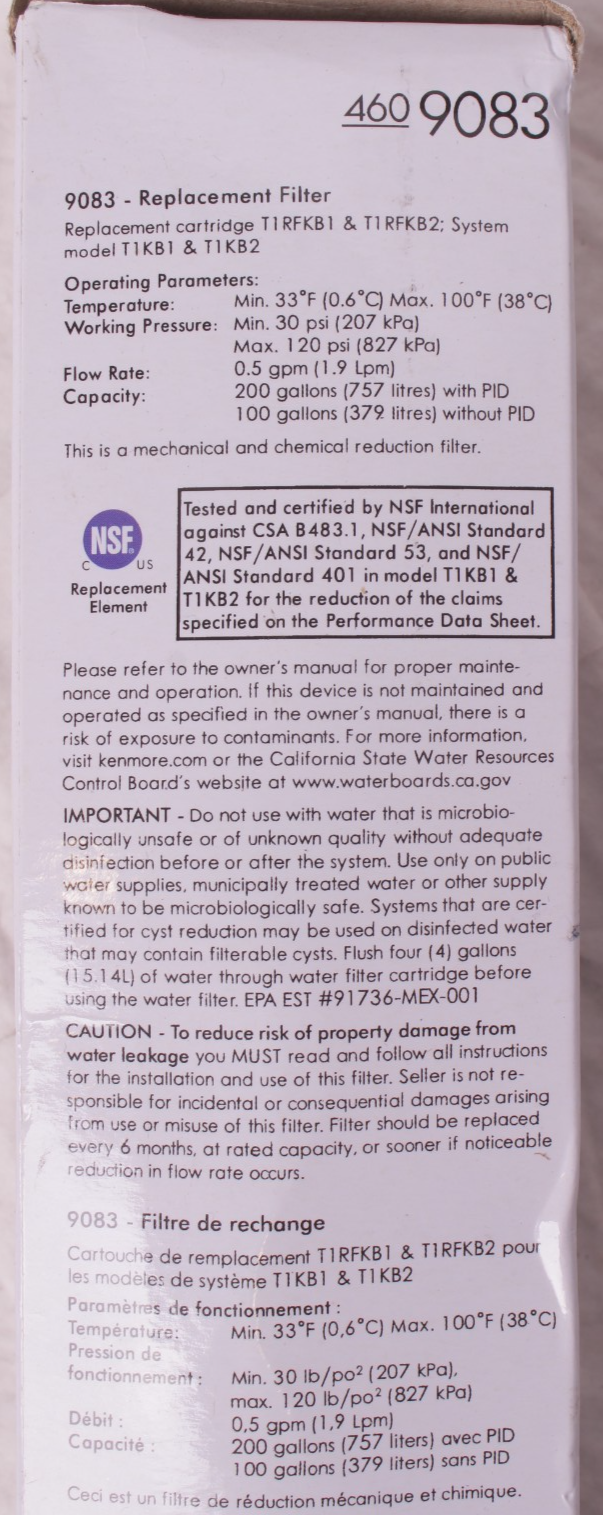 460 9083
9083 - Replacement Filter
Replacement cartridge T1RFKB1 & T1RFKB2; System
model T1KB1 & T1KB2
Operating Parameters:
Temperature: Min. 33°F (0.6°C) Max. 100°F (38°C)
Working Pressure: Min. 30 psi (207 kPa)
Max. 120 psi (827 kPa)
Flow Rate: 0.5 gpm (1.9 Lpm)
Capacity: 200 gallons (757 litres) with PID
100 gallons (379 litres) without PID
This is a mechanical and chemical reduction filter.
NSF®
C US
Replacement
Element
Tested and certified by NSF International
against CSA B483.1, NSF/ANSI Standard
42, NSF/ANSI Standard 53, and NSF/
ANSI Standard 401 in model T1KB1 &
T1KB2 for the reduction of the claims
specified on the Performance Data Sheet.
Please refer to the owner's manual for proper mainte-
nance and operation. If this device is not maintained and
operated as specified in the owner's manual, there is a
risk of exposure to contaminants. For more information,
visit kenmore.com or the California State Water Resources
Control Board's website at www.waterboards.ca.gov
IMPORTANT - Do not use with water that is microbio-
logically unsafe or of unknown quality without adequate
disinfection before or after the system. Use only on public
water supplies, municipally treated water or other supply
known to be microbiologically safe. Systems that are cer-
tified for cyst reduction may be used on disinfected water
that may contain filterable cysts. Flush four (4) gallons
(15.14L) of water through water filter cartridge before
using the water filter. EPA EST #91736-MEX-001
CAUTION - To reduce risk of property damage from
water leakage you MUST read and follow all instructions
for the installation and use of this filter. Seller is not re-
sponsible for incidental or consequential damages arising
from use or misuse of this filter. Filter should be replaced
every 6 months, at rated capacity, or sooner if noticeable
reduction in flow rate occurs.
9083 - Filtre de rechange
Cartouche de remplacement T1RFKB1 & T1RFKB2 pour
les modèles de système T1KB1 & T1KB2
Paramètres de fonctionnement :
Température: Min. 33°F (0,6°C) Max. 100°F (38°C)
Pression de
fonctionnement : Min. 30 lb/po² (207 kPa),
max. 120 lb/po² (827 kPa)
Débit : 0,5 gpm (1,9 Lpm)
Capacité : 200 gallons (757 liters) avec PID
100 gallons (379 liters) sans PID
Ceci est un filtre de réduction mécanique et chimique.